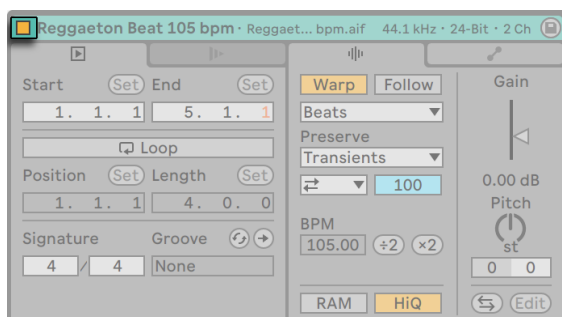 Reggaeton Beat 105 bpm · Reggaet... bpm.aif 44.1 kHz · 24-Bit · 2 Ch
Start Set End Set
1. 1. 1 5. 1. 1
Loop
Position Set Length Set
1. 1. 1 4. 0. 0
Signature Groove
4 / 4 None
Warp Follow
Beats
Preserve
Transients
100
BPM
105.00 ÷2 ×2
RAM HiQ
Gain
0.00 dB
Pitch
st
0 0
Edit